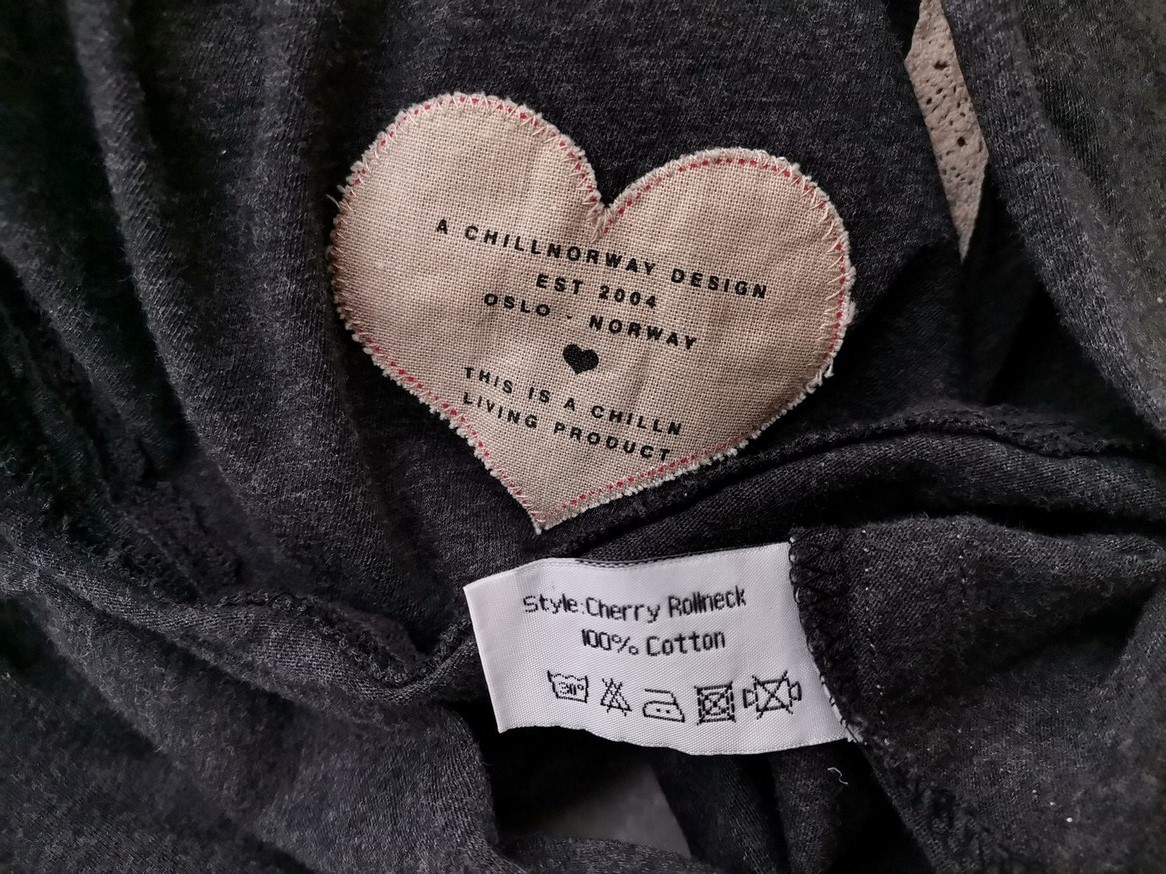 A CHILLNORWAY DESIGN
EST 2004
OSLO · NORWAY
THIS IS A CHILLN
LIVING PRODUCT
Style:Cherry Rollneck
100% Cotton
30°